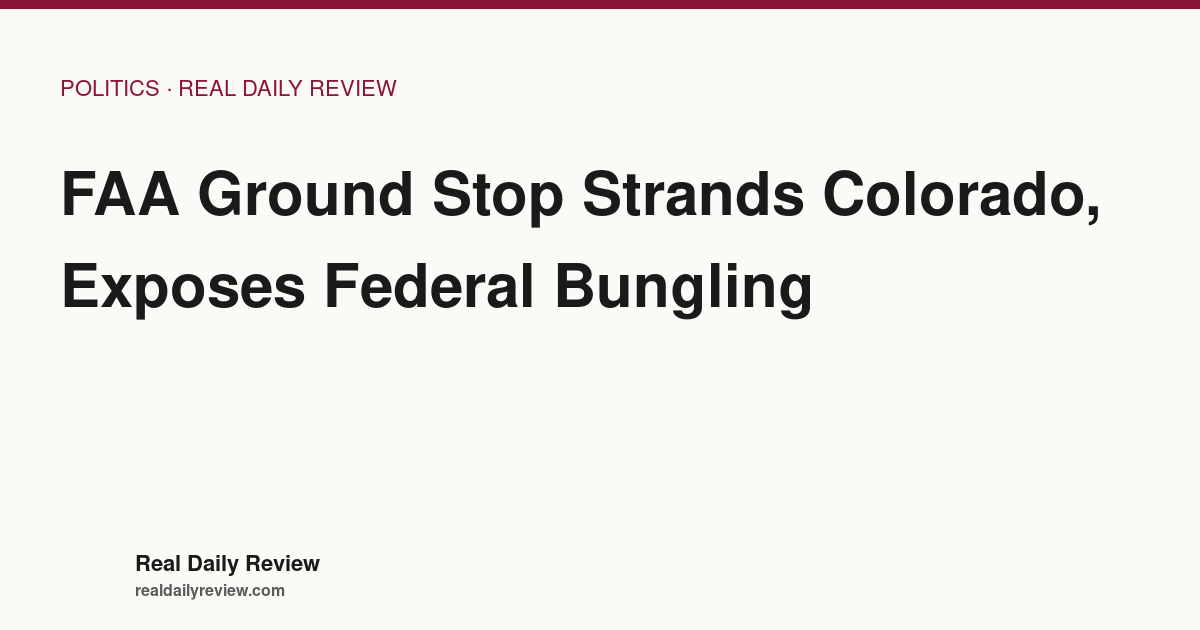 POLITICS · REAL DAILY REVIEW
FAA Ground Stop Strands Colorado,
Exposes Federal Bungling
Real Daily Review
realdailyreview.com